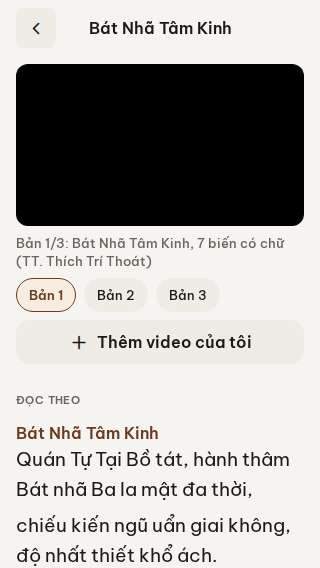 Bát Nhã Tâm Kinh
Bản 1/3: Bát Nhã Tâm Kinh, 7 biến có chữ
(TT. Thích Trí Thoát)
Bản 1
Bản 2
Bản 3
+ Thêm video của tôi
ĐỌC THEO
Bát Nhã Tâm Kinh
Quán Tự Tại Bồ tát, hành thâm
Bát nhã Ba la mật đa thời,
chiếu kiến ngũ uẩn giai không,
độ nhất thiết khổ ách.